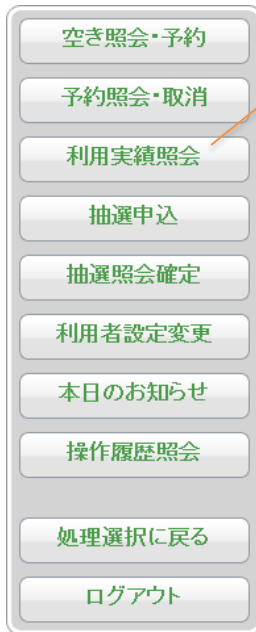 空き照会・予約
予約照会・取消
利用実績照会
抽選申込
抽選照会確定
利用者設定変更
本日のお知らせ
操作履歴照会
処理選択に戻る
ログアウト